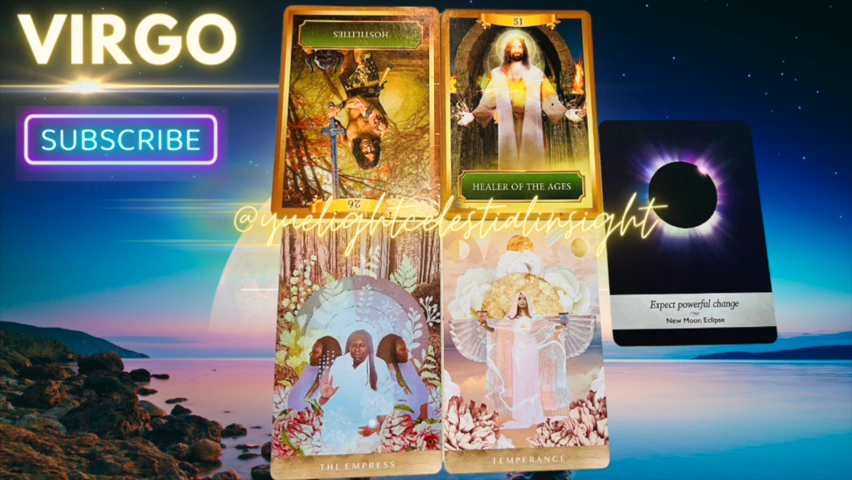 VIRGO
SUBSCRIBE
HOSTILITIES
51
HEALER OF THE AGES
26
@yuelightcelestialinsight
Expect powerful change
New Moon Eclipse
THE EMPRESS
TEMPERANCE